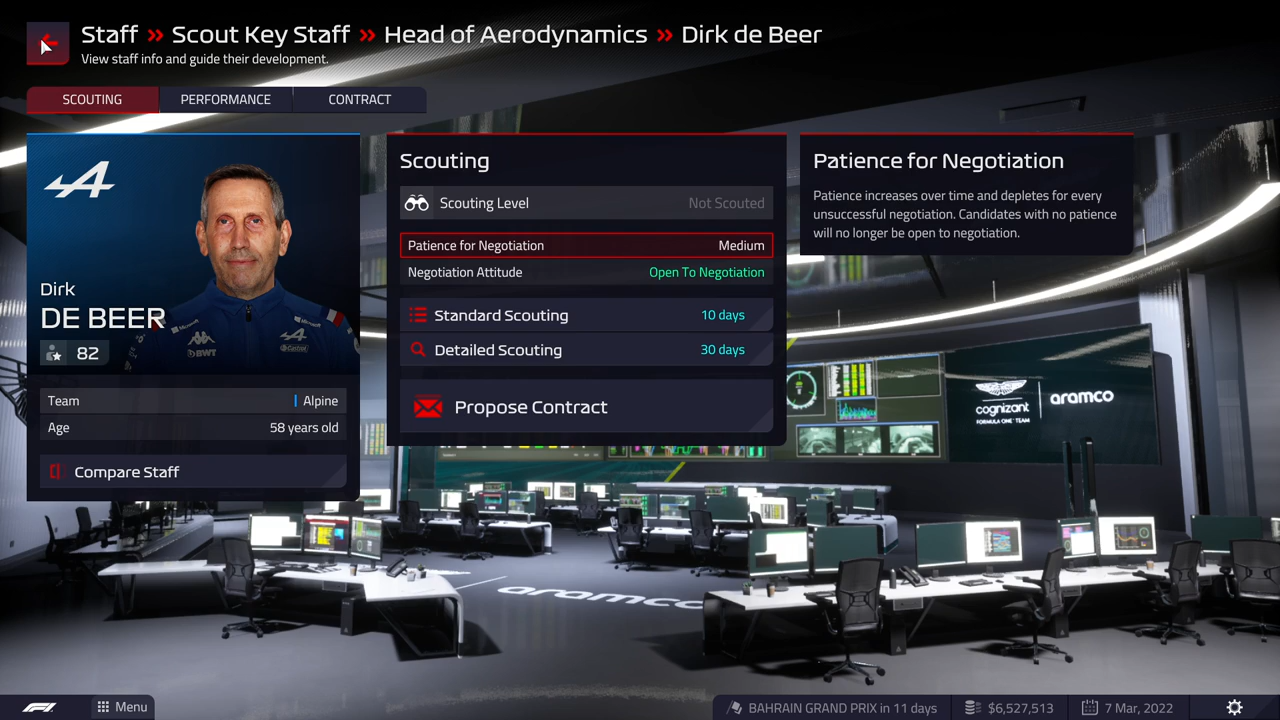 Staff » Scout Key Staff » Head of Aerodynamics » Dirk de Beer
View staff info and guide their development.
SCOUTING
PERFORMANCE
CONTRACT
Dirk
DE BEER
82
Microsoft
Microsoft
BWT
Castrol
Team
Alpine
Age
58 years old
Compare Staff
Scouting
Scouting Level
Not Scouted
Patience for Negotiation
Medium
Negotiation Attitude
Open To Negotiation
Standard Scouting
10 days
Detailed Scouting
30 days
Propose Contract
Patience for Negotiation
Patience increases over time and depletes for every
unsuccessful negotiation. Candidates with no patience
will no longer be open to negotiation.
cognizant
FORMULA ONE TEAM
aramco
aramco
Menu
BAHRAIN GRAND PRIX in 11 days
$6,527,513
7 Mar, 2022